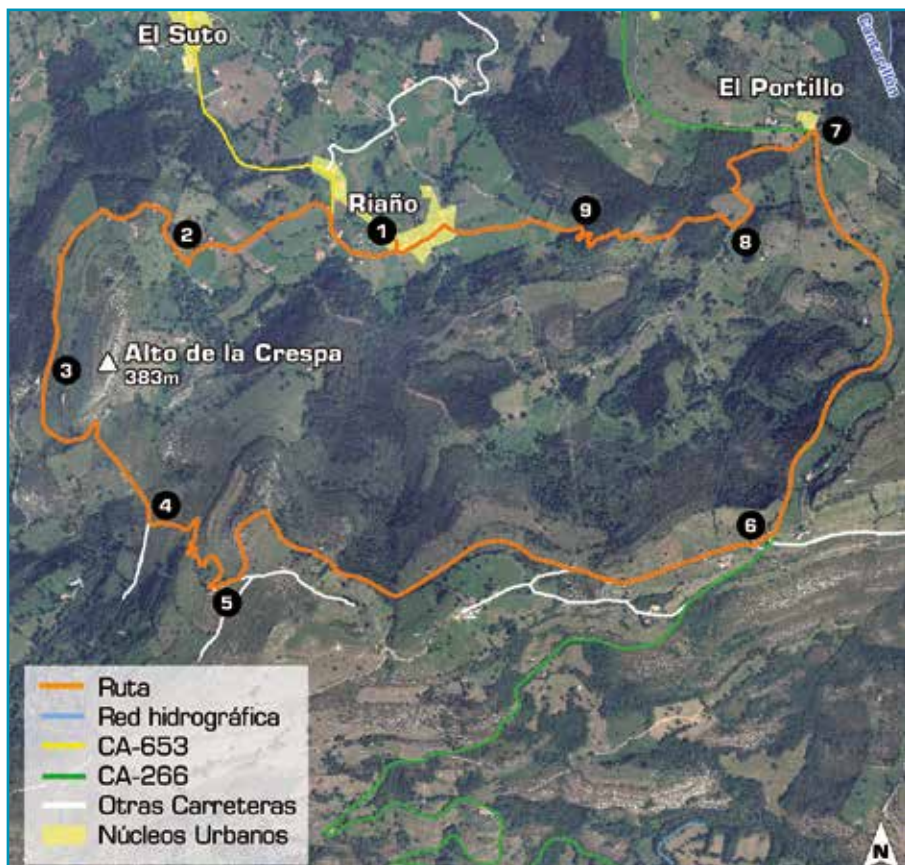 El Suto
El Portillo
Cantarillón
7
Riaño
1
9
2
8
Alto de la Crespa
383m
3
4
6
5
Ruta
Red hidrográfica
CA-653
CA-266
Otras Carreteras
Núcleos Urbanos
N